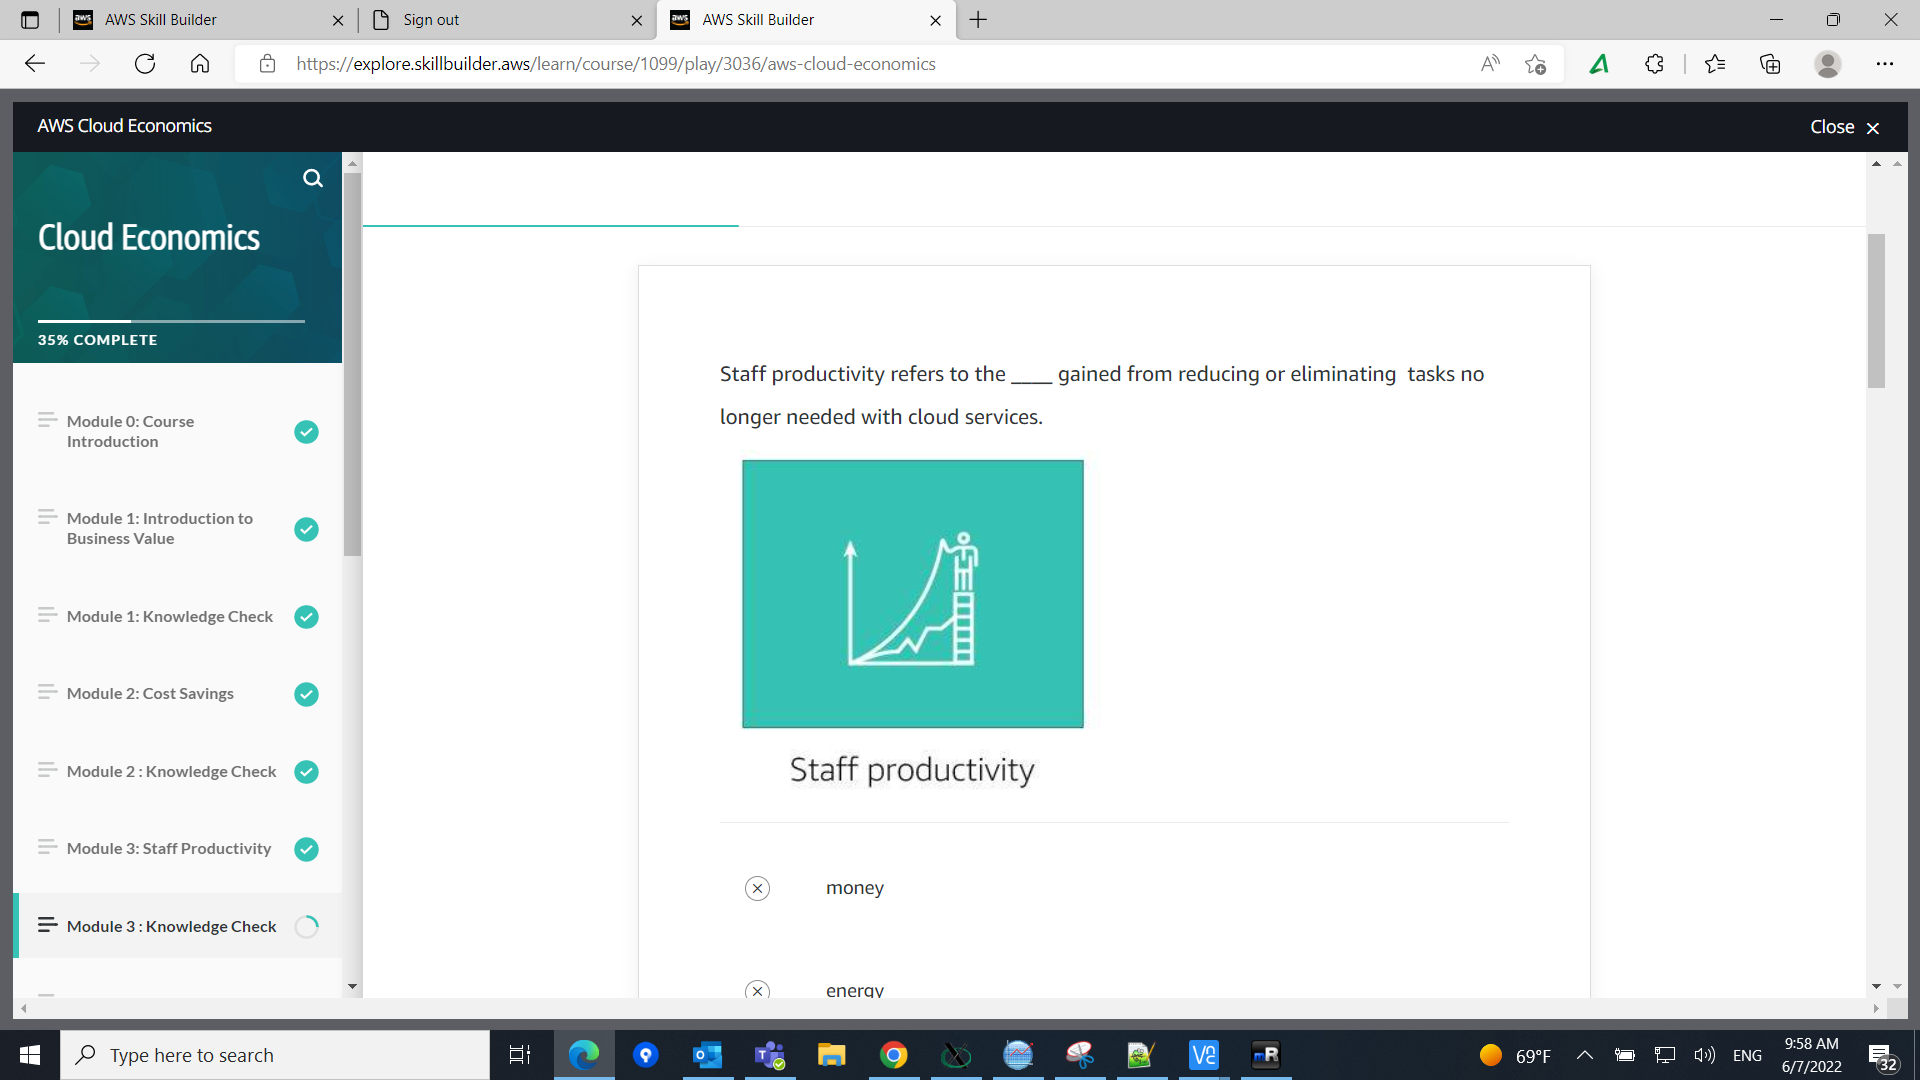 AWS Skill Builder
Sign out
AWS Skill Builder
https://explore.skillbuilder.aws/learn/course/1099/play/3036/aws-cloud-economics
AWS Cloud Economics
Close
Cloud Economics
35% COMPLETE
Module 0: Course
Introduction
Module 1: Introduction to
Business Value
Module 1: Knowledge Check
Module 2: Cost Savings
Module 2 : Knowledge Check
Module 3: Staff Productivity
Module 3 : Knowledge Check
Staff productivity refers to the ____ gained from reducing or eliminating  tasks no
longer needed with cloud services.
Staff productivity
money
energy
Type here to search
69°F
ENG
9:58 AM
6/7/2022
32